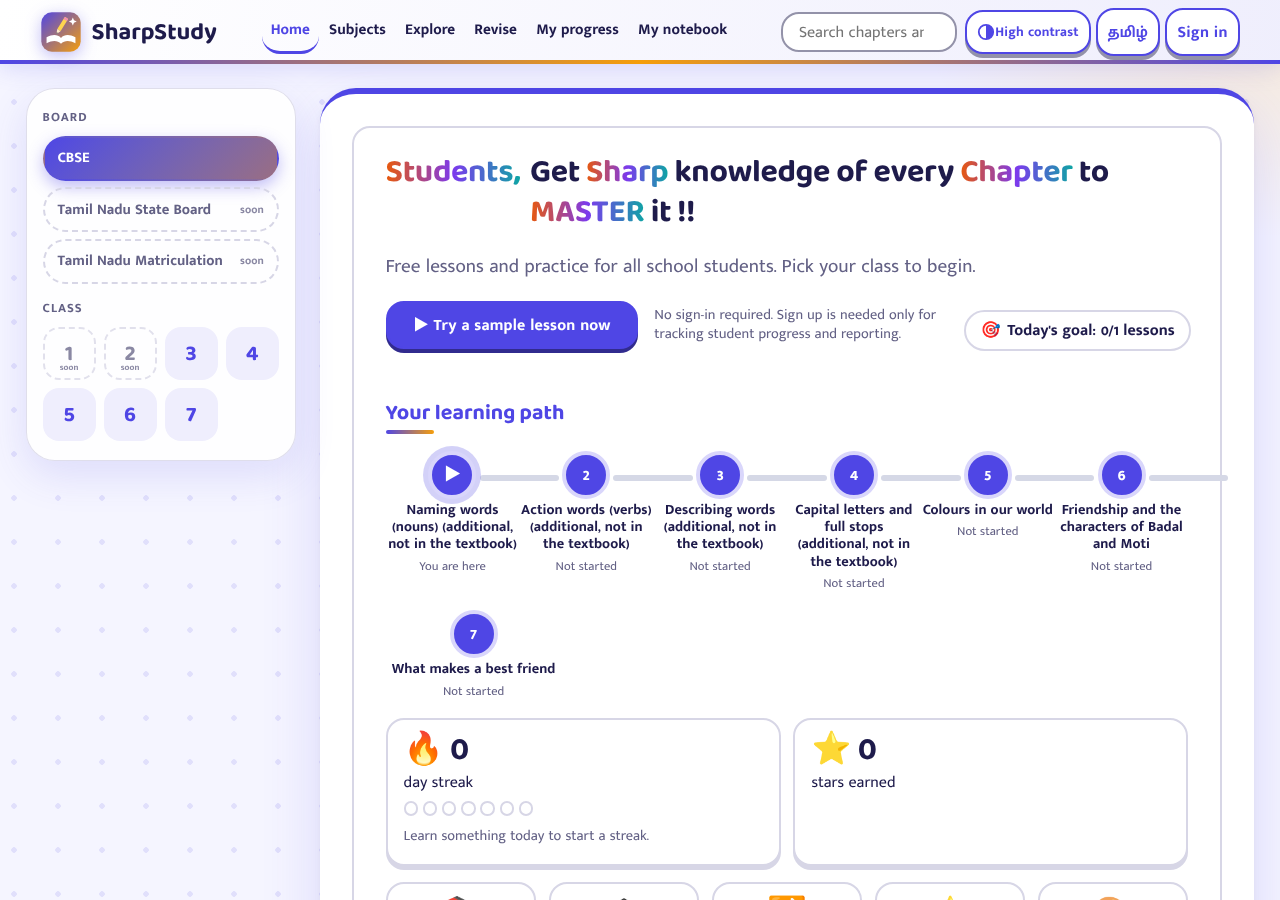 SharpStudy
Home Subjects Explore Revise My progress My notebook
Search chapters ar
High contrast
தமிழ்
Sign in
BOARD
CBSE
Tamil Nadu State Board soon
Tamil Nadu Matriculation soon
CLASS
1 soon
2 soon
3
4
5
6
7
Students, Get Sharp knowledge of every Chapter to
MASTER it !!
Free lessons and practice for all school students. Pick your class to begin.
Try a sample lesson now
No sign-in required. Sign up is needed only for
tracking student progress and reporting.
Today's goal: 0/1 lessons
Your learning path
Naming words
(nouns) (additional,
not in the textbook)
You are here
2
Action words (verbs)
(additional, not in
the textbook)
Not started
3
Describing words
(additional, not in
the textbook)
Not started
4
Capital letters and
full stops
(additional, not in
the textbook)
Not started
5
Colours in our world
Not started
6
Friendship and the
characters of Badal
and Moti
Not started
7
What makes a best friend
Not started
0
day streak
Learn something today to start a streak.
0
stars earned